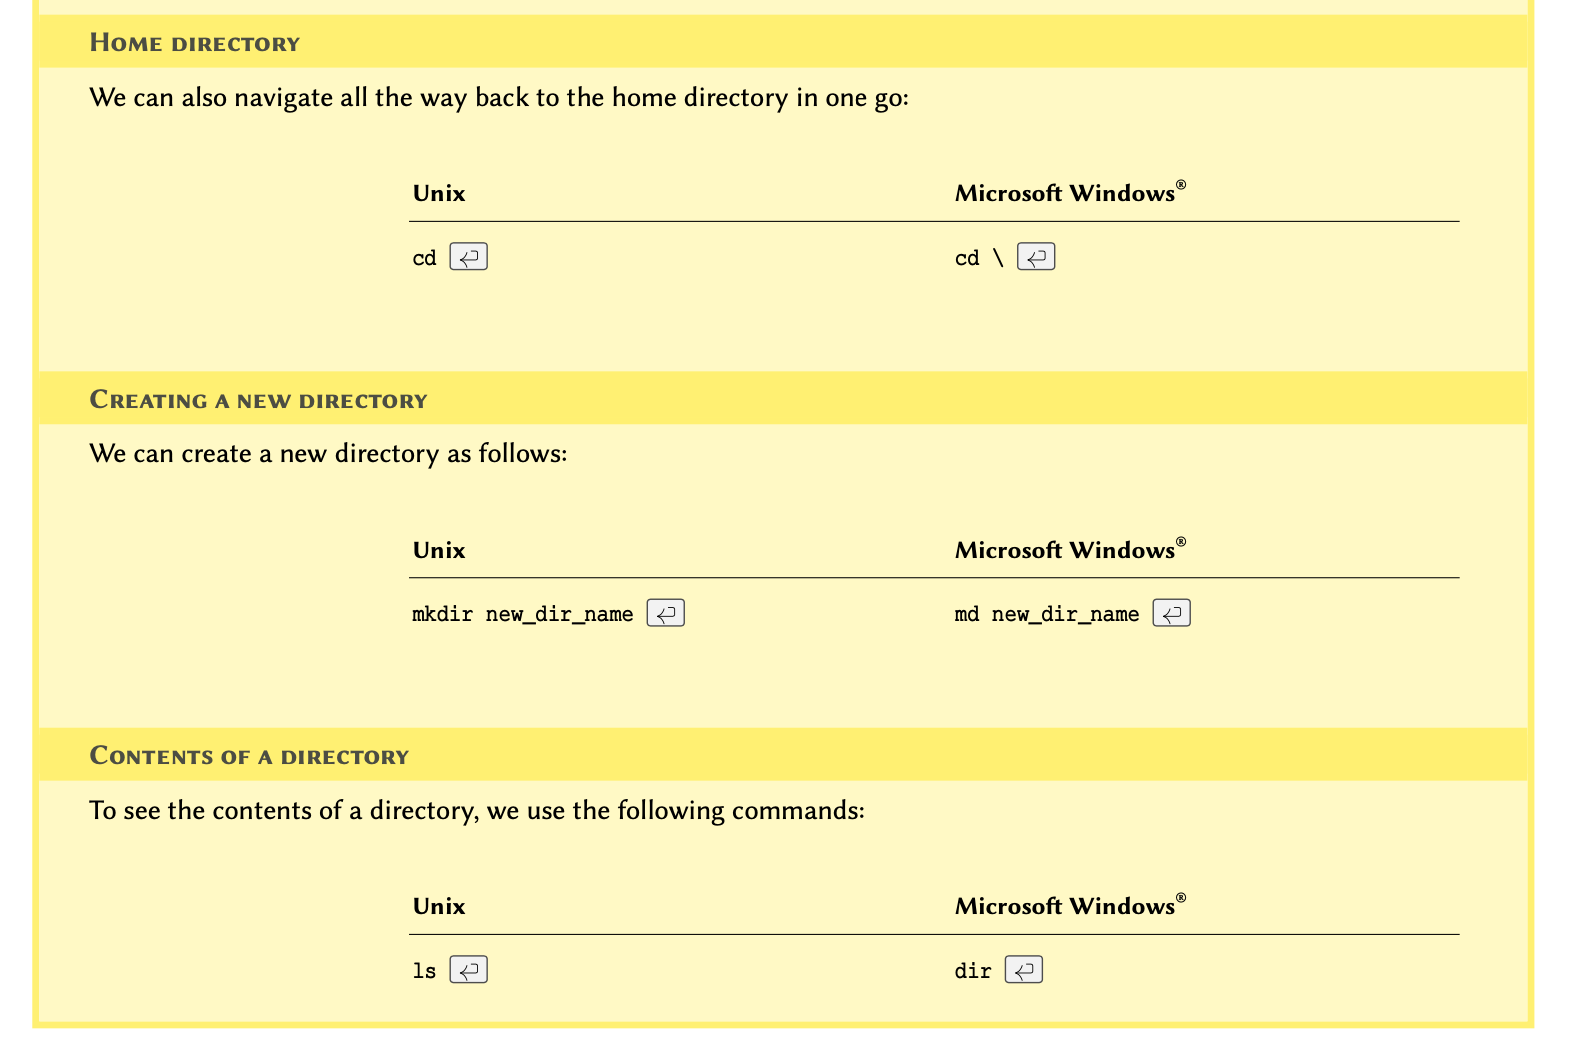 Home directory
We can also navigate all the way back to the home directory in one go:
Unix Microsoft Windows®
cd ↵ cd \ ↵
Creating a new directory
We can create a new directory as follows:
Unix Microsoft Windows®
mkdir new_dir_name ↵ md new_dir_name ↵
Contents of a directory
To see the contents of a directory, we use the following commands:
Unix Microsoft Windows®
ls ↵ dir ↵